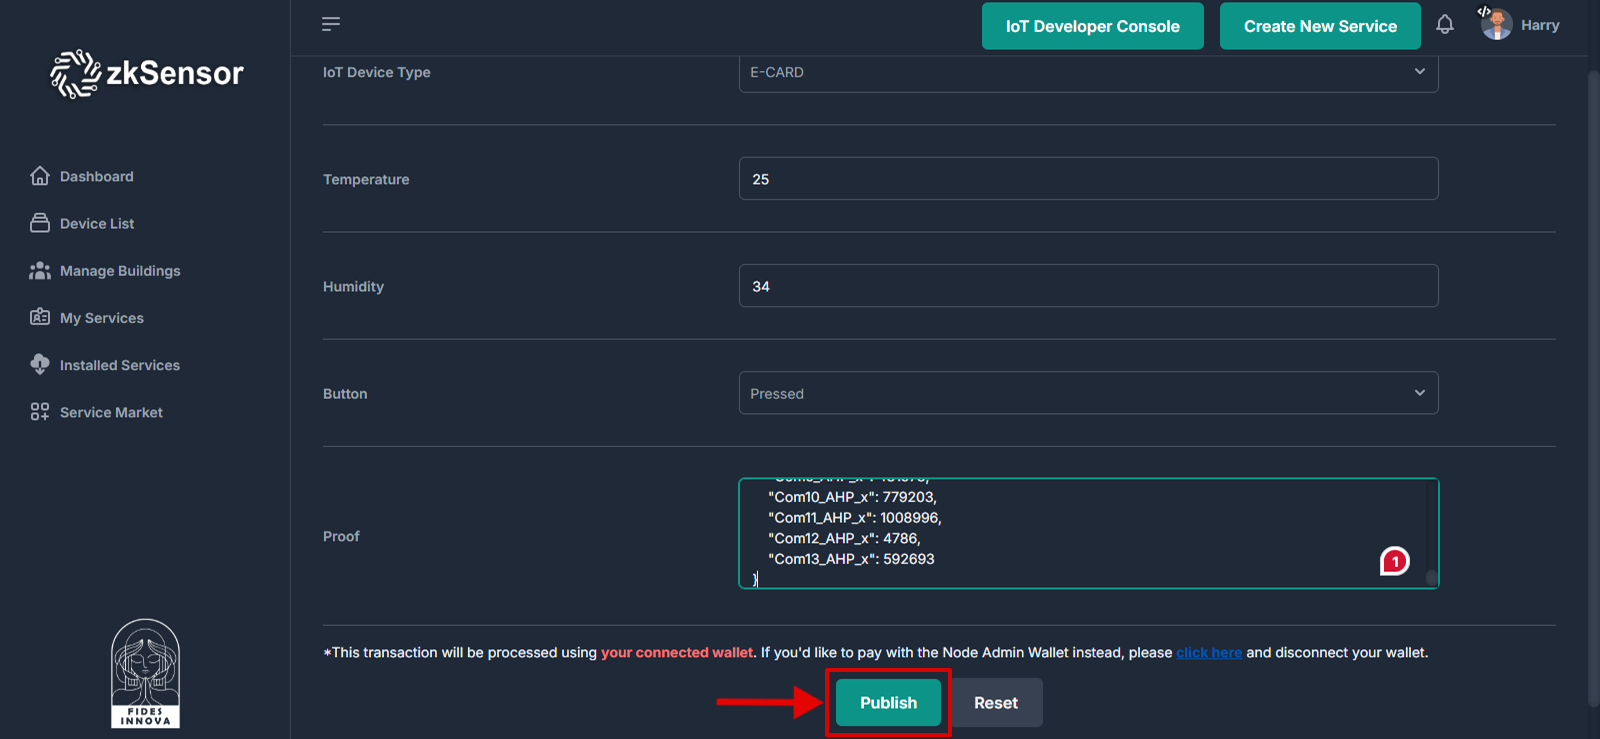 IoT Developer Console
Create New Service
Harry
zkSensor
IoT Device Type
E-CARD
Dashboard
Device List
Manage Buildings
My Services
Installed Services
Service Market
Temperature
25
Humidity
34
Button
Pressed
Proof
"Com10_AHP_x": 779203,
"Com11_AHP_x": 1008996,
"Com12_AHP_x": 4786,
"Com13_AHP_x": 592693
}
1
*This transaction will be processed using your connected wallet. If you'd like to pay with the Node Admin Wallet instead, please click here and disconnect your wallet.
Publish
Reset
FIDES
INNOVA